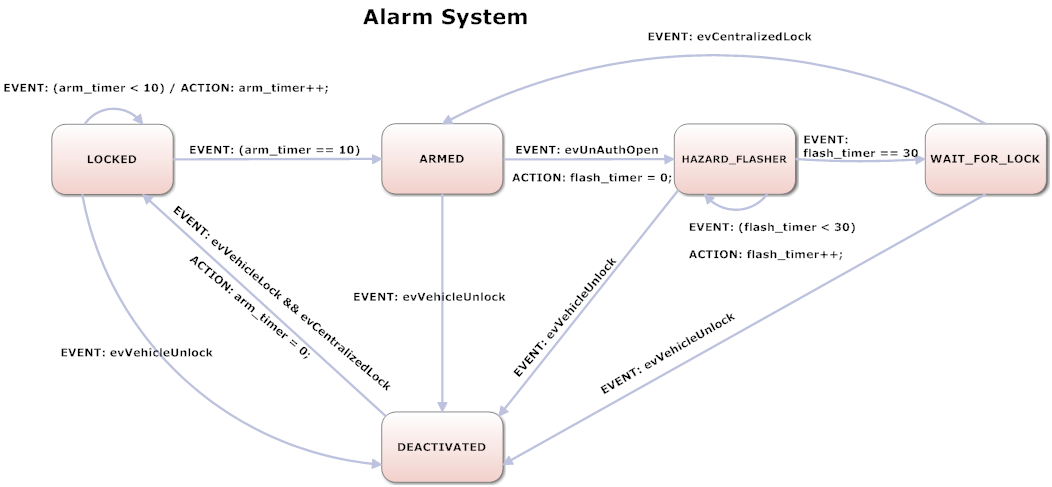 Alarm System
EVENT: evCentralizedLock
EVENT: (arm_timer < 10) / ACTION: arm_timer++;
LOCKED
EVENT: (arm_timer == 10)
ARMED
EVENT: evUnAuthOpen
ACTION: flash_timer = 0;
HAZARD_FLASHER
EVENT:
flash_timer == 30
WAIT_FOR_LOCK
EVENT: (flash_timer < 30)
ACTION: flash_timer++;
EVENT: evVehicleLock && evCentralizedLock
ACTION: arm_timer = 0;
EVENT: evVehicleUnlock
EVENT: evVehicleUnlock
EVENT: evVehicleUnlock
EVENT: evVehicleUnlock
DEACTIVATED